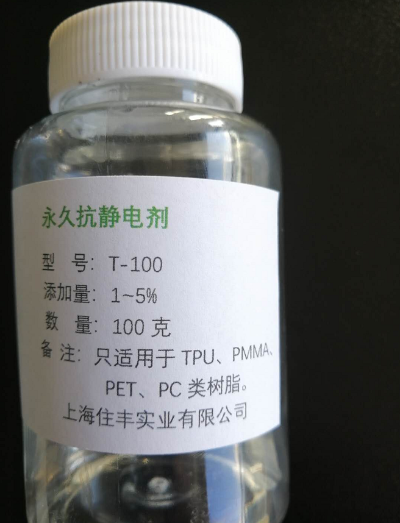 永久抗静电剂
型 号：T-100
添加量：1~5%
数 量：100 克
备 注：只适用于 TPU、PMMA、
PET、PC 类树脂。
上海住丰实业有限公司